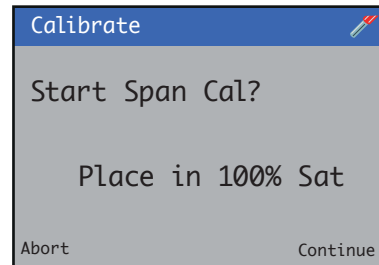 Calibrate
Start Span Cal?
Place in 100% Sat
Abort Continue